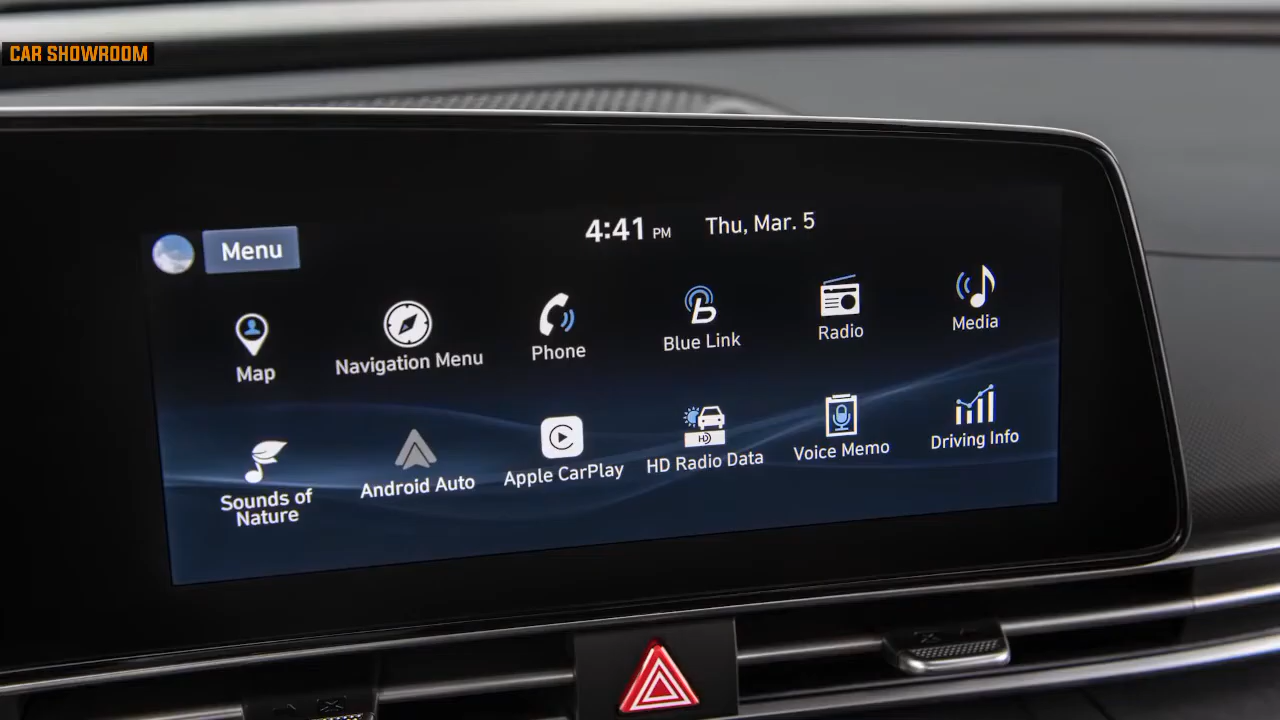 CAR SHOWROOM
Menu
4:41 PM Thu, Mar. 5
Map
Navigation Menu
Phone
Blue Link
Radio
Media
Sounds of
Nature
Android Auto
Apple CarPlay
HD
HD Radio Data
Voice Memo
Driving Info